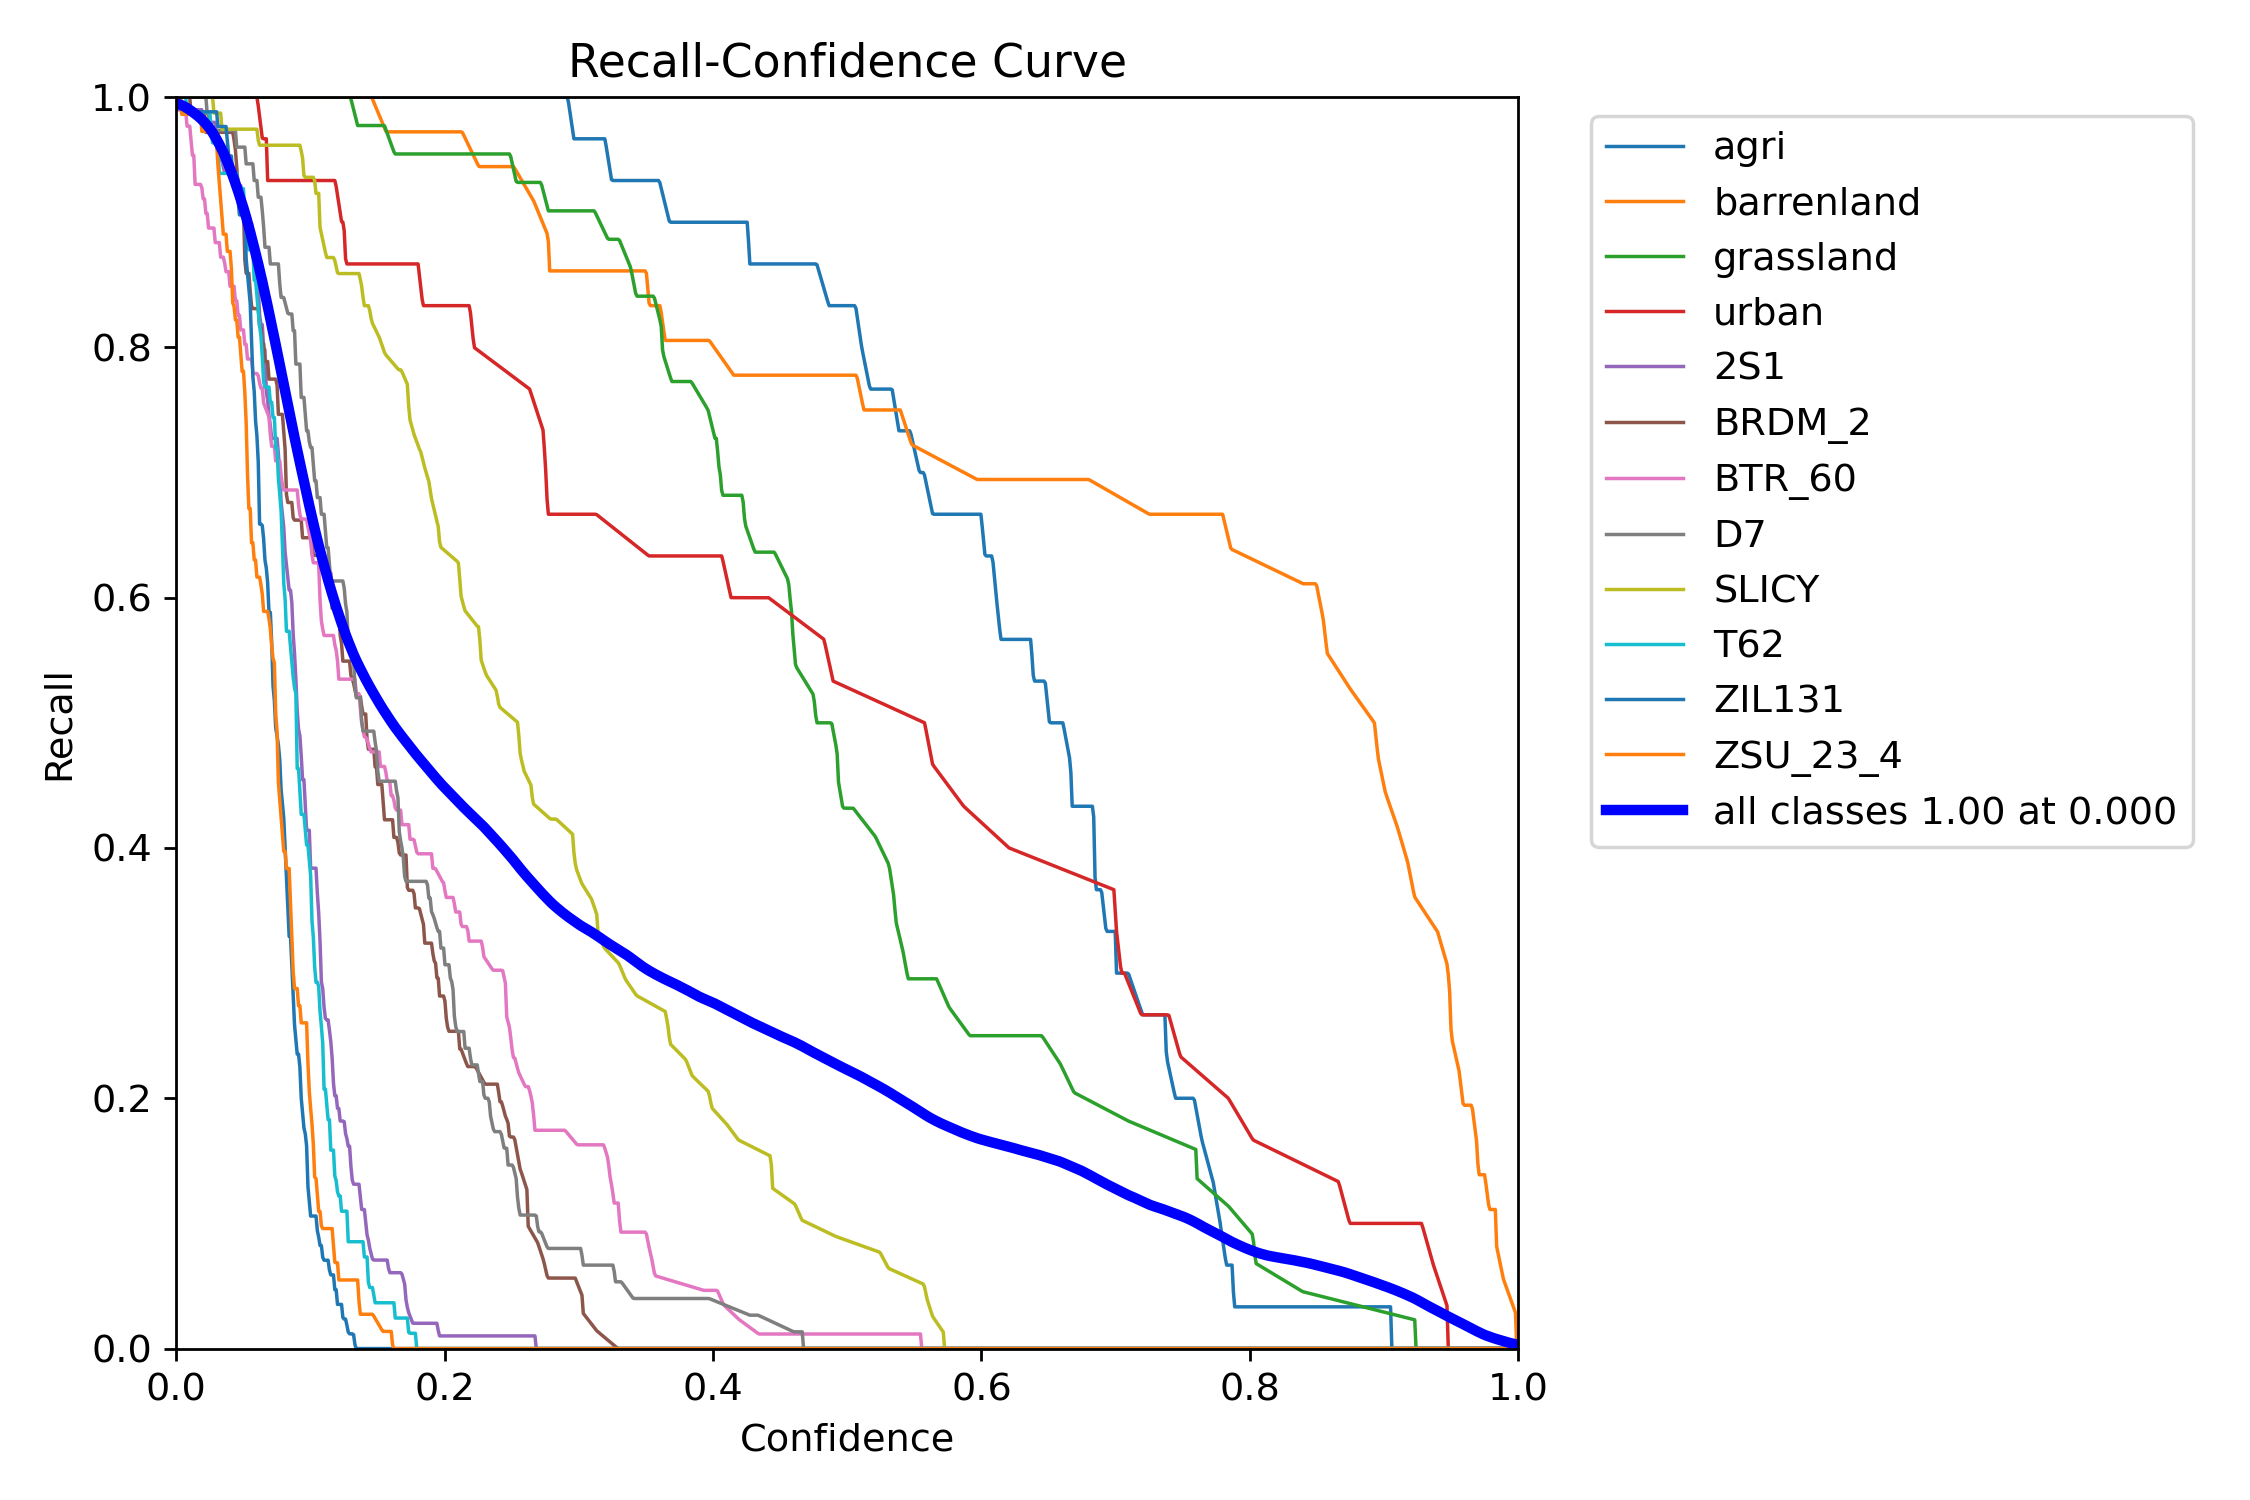 Recall-Confidence Curve
1.0
0.8
0.6
0.4
0.2
0.0
Recall
0.0 0.2 0.4 0.6 0.8 1.0
Confidence
agri
barrenland
grassland
urban
2S1
BRDM_2
BTR_60
D7
SLICY
T62
ZIL131
ZSU_23_4
all classes 1.00 at 0.000